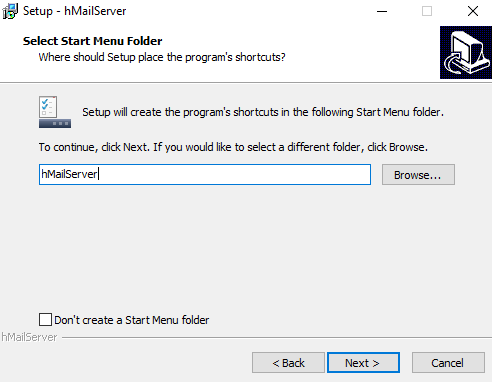 Setup - hMailServer
Select Start Menu Folder
Where should Setup place the program's shortcuts?
Setup will create the program's shortcuts in the following Start Menu folder.
To continue, click Next. If you would like to select a different folder, click Browse.
hMailServer
Browse...
Don't create a Start Menu folder
hMailServer
< Back
Next >
Cancel